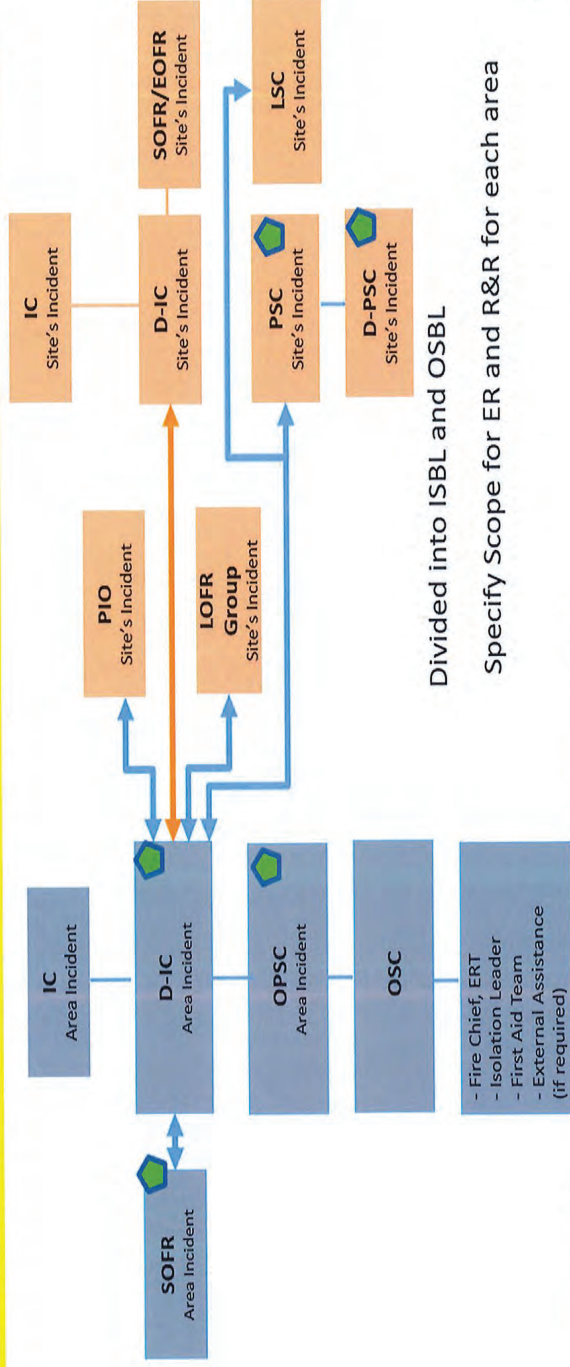 IC
Area Incident
SOFR
Area Incident
D-IC
Area Incident
OPSC
Area Incident
OSC
- Fire Chief, ERT
- Isolation Leader
- First Aid Team
- External Assistance
(if required)
PIO
Site's Incident
LOFR
Group
Site's Incident
IC
Site's Incident
D-IC
Site's Incident
SOFR/EOFR
Site's Incident
PSC
Site's Incident
LSC
Site's Incident
D-PSC
Site's Incident
Divided into ISBL and OSBL
Specify Scope for ER and R&R for each area